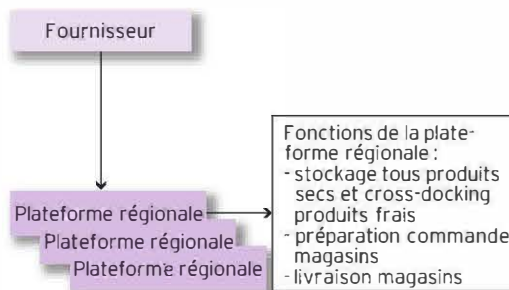 Fournisseur
Fonctions de la plate-
forme régionale :
- stockage tous produits
secs et cross-docking
produits frais
- préparation commande
magasins
- livraison magasins
Plateforme régionale
Plateforme régionale
Plateforme régionale